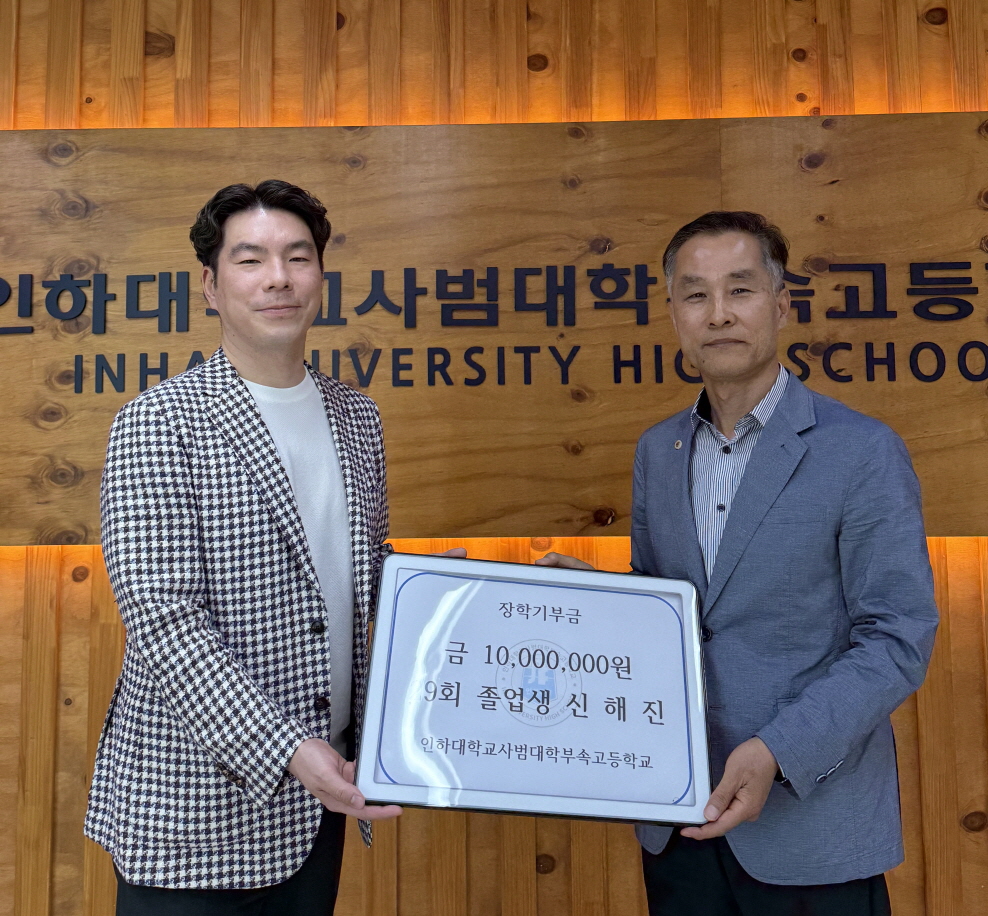 인하대 교사범대학 속고등
INHA UNIVERSITY HIGH SCHOO
장학기부금
금 10,000,000원
9회 졸업생 신 해 진
인하대학교사범대학부속고등학교